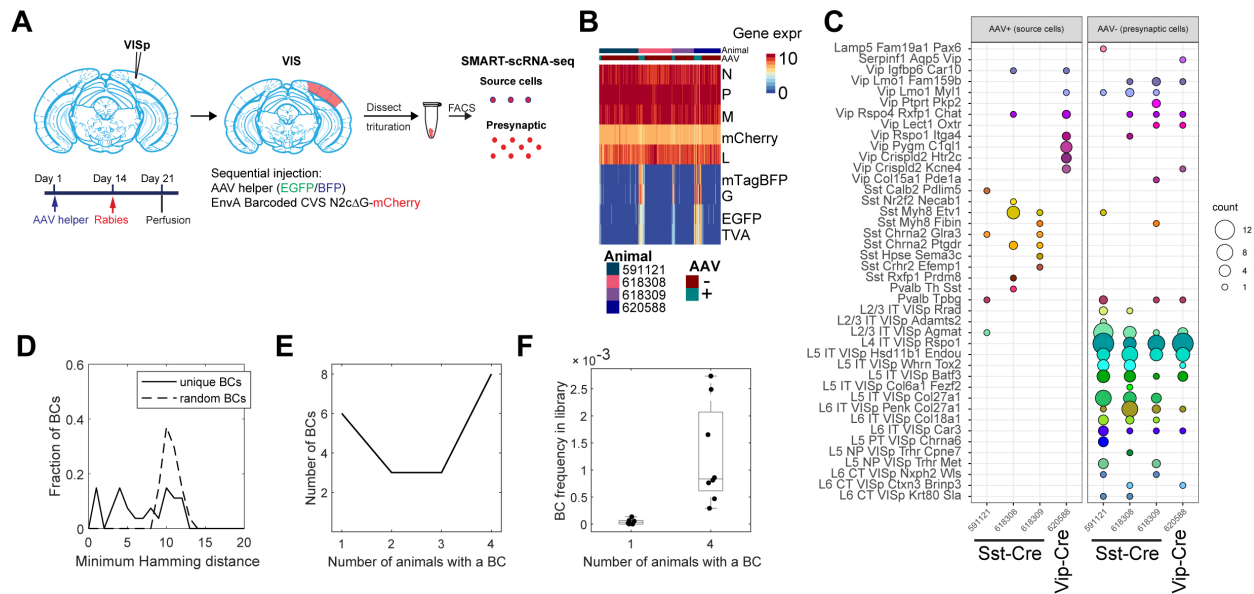 A
VISp
VIS
SMART-scRNA-seq
Source cells
Dissect
trituration
FACS
Presynaptic
Day 1
Day 14
Day 21
AAV helper
Rabies
Perfusion
Sequential injection:
AAV helper (EGFP/BFP)
EnvA Barcoded CVS N2cΔG-mCherry
B
Gene expr
10
0
Animal
AAV
N
P
M
mCherry
L
mTagBFP
G
EGFP
TVA
Animal
591121
618308
618309
620588
AAV
-
+
C
AAV+ (source cells)
AAV- (presynaptic cells)
Lamp5 Fam19a1 Pax6
Serpinf1 Aqp5 Vip
Vip Igfbp6 Car10
Vip Lmo1 Fam159b
Vip Lmo1 Myl1
Vip Ptprt Pkp2
Vip Rspo4 Rxfp1 Chat
Vip Lect1 Oxtr
Vip Rspo1 Itga4
Vip Pygm C1ql1
Vip Crispld2 Htr2c
Vip Crispld2 Kcne4
Vip Col15a1 Pde1a
Sst Calb2 Pdlim5
Sst Nr2f2 Necab1
Sst Myh8 Etv1
Sst Myh8 Fibin
Sst Chrna2 Glra3
Sst Chrna2 Ptgdr
Sst Hpse Sema3c
Sst Crhr2 Efemp1
Sst Rxfp1 Prdm8
Pvalb Th Sst
Pvalb Tpbg
L2/3 IT VISp Rrad
L2/3 IT VISp Adamts2
L2/3 IT VISp Agmat
L4 IT VISp Rspo1
L5 IT VISp Hsd11b1 Endou
L5 IT VISp Whrn Tox2
L5 IT VISp Batf3
L5 IT VISp Col6a1 Fezf2
L5 IT VISp Col27a1
L6 IT VISp Penk Col27a1
L6 IT VISp Col18a1
L6 IT VISp Car3
L5 PT VISp Chrna6
L5 NP VISp Trhr Cpne7
L5 NP VISp Trhr Met
L6 CT VISp Nxph2 Wls
L6 CT VISp Ctxn3 Brinp3
L6 CT VISp Krt80 Sla
591121
618308
618309
620588
591121
618308
618309
620588
Sst-Cre
Vip-Cre
Sst-Cre
Vip-Cre
count
12
8
4
1
D
0.6
0.4
0.2
0
Fraction of BCs
unique BCs
random BCs
0
5
10
15
20
Minimum Hamming distance
E
8
6
4
2
Number of BCs
1
2
3
4
Number of animals with a BC
F
× 10⁻³
2.5
2
1.5
1
0.5
0
BC frequency in library
1
4
Number of animals with a BC